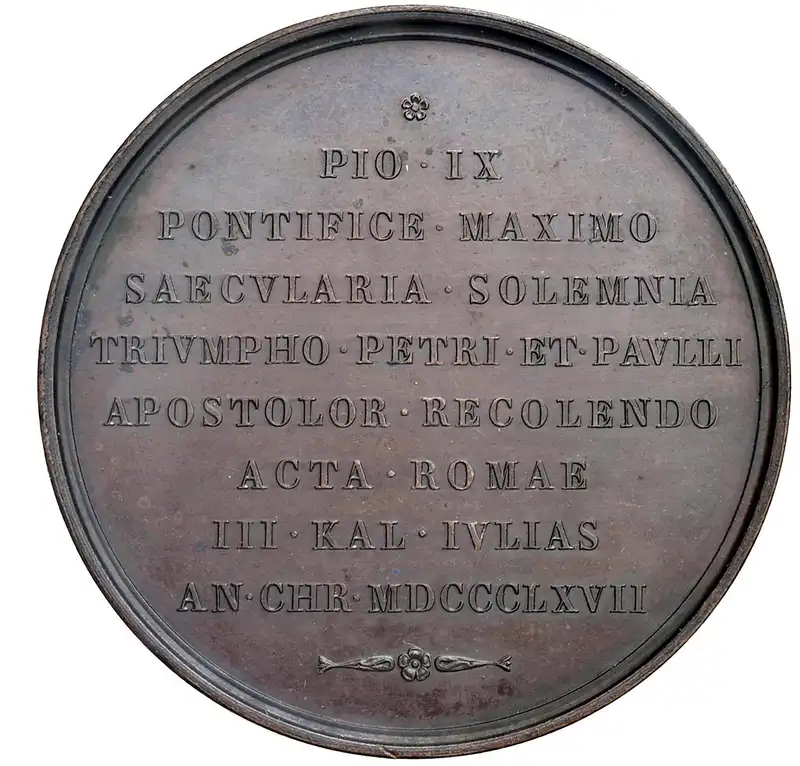 PIO · IX
PONTIFICE · MAXIMO
SAECVLARIA · SOLEMNIA
TRIVMPHO · PETRI · ET · PAVLLI
APOSTOLOR · RECOLENDO
ACTA · ROMAE
III · KAL · IVLIAS
AN · CHR · MDCCCLXVII